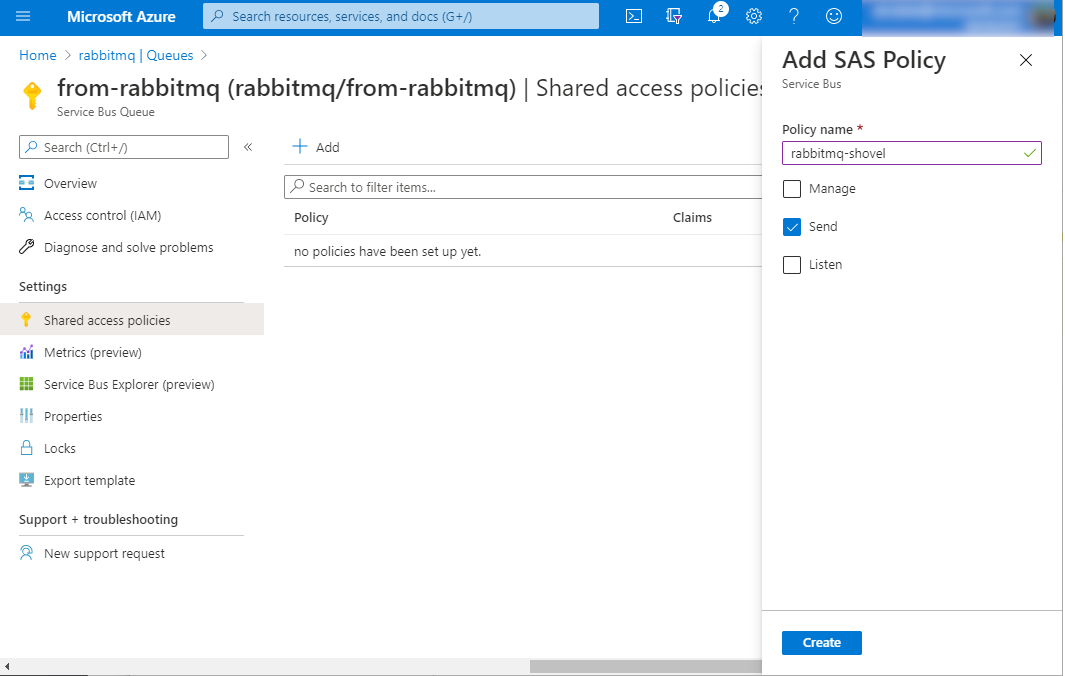 Microsoft Azure
Search resources, services, and docs (G+/)
2
Home > rabbitmq | Queues >
from-rabbitmq (rabbitmq/from-rabbitmq) | Shared access policies
Service Bus Queue
Search (Ctrl+/)
«
Overview
Access control (IAM)
Diagnose and solve problems
Settings
Shared access policies
Metrics (preview)
Service Bus Explorer (preview)
Properties
Locks
Export template
Support + troubleshooting
New support request
+ Add
Search to filter items...
Policy Claims
no policies have been set up yet.
Add SAS Policy
Service Bus
Policy name *
rabbitmq-shovel
Manage
Send
Listen
Create